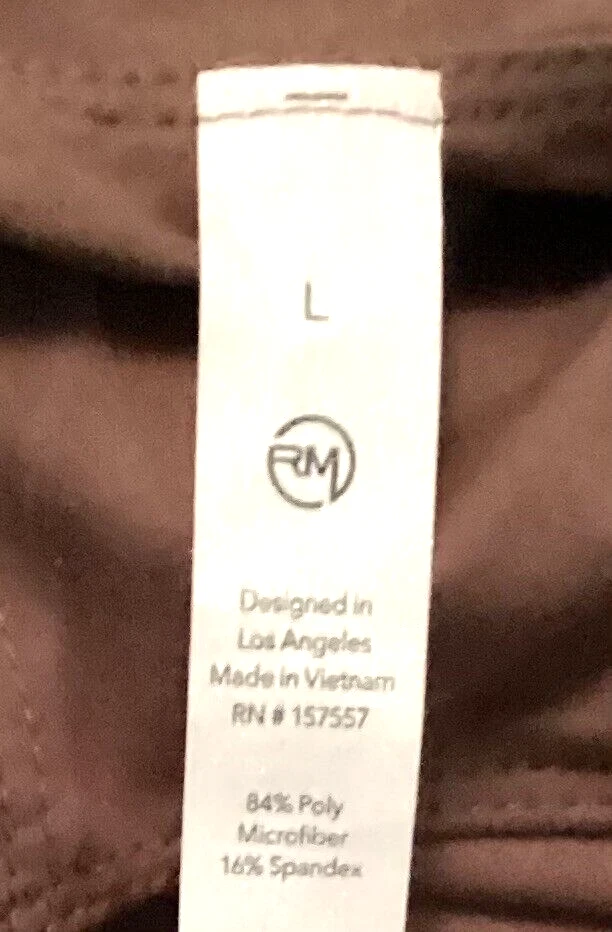 L
RM
Designed in
Los Angeles
Made in Vietnam
RN # 157557
84% Poly
Microfiber
16% Spandex